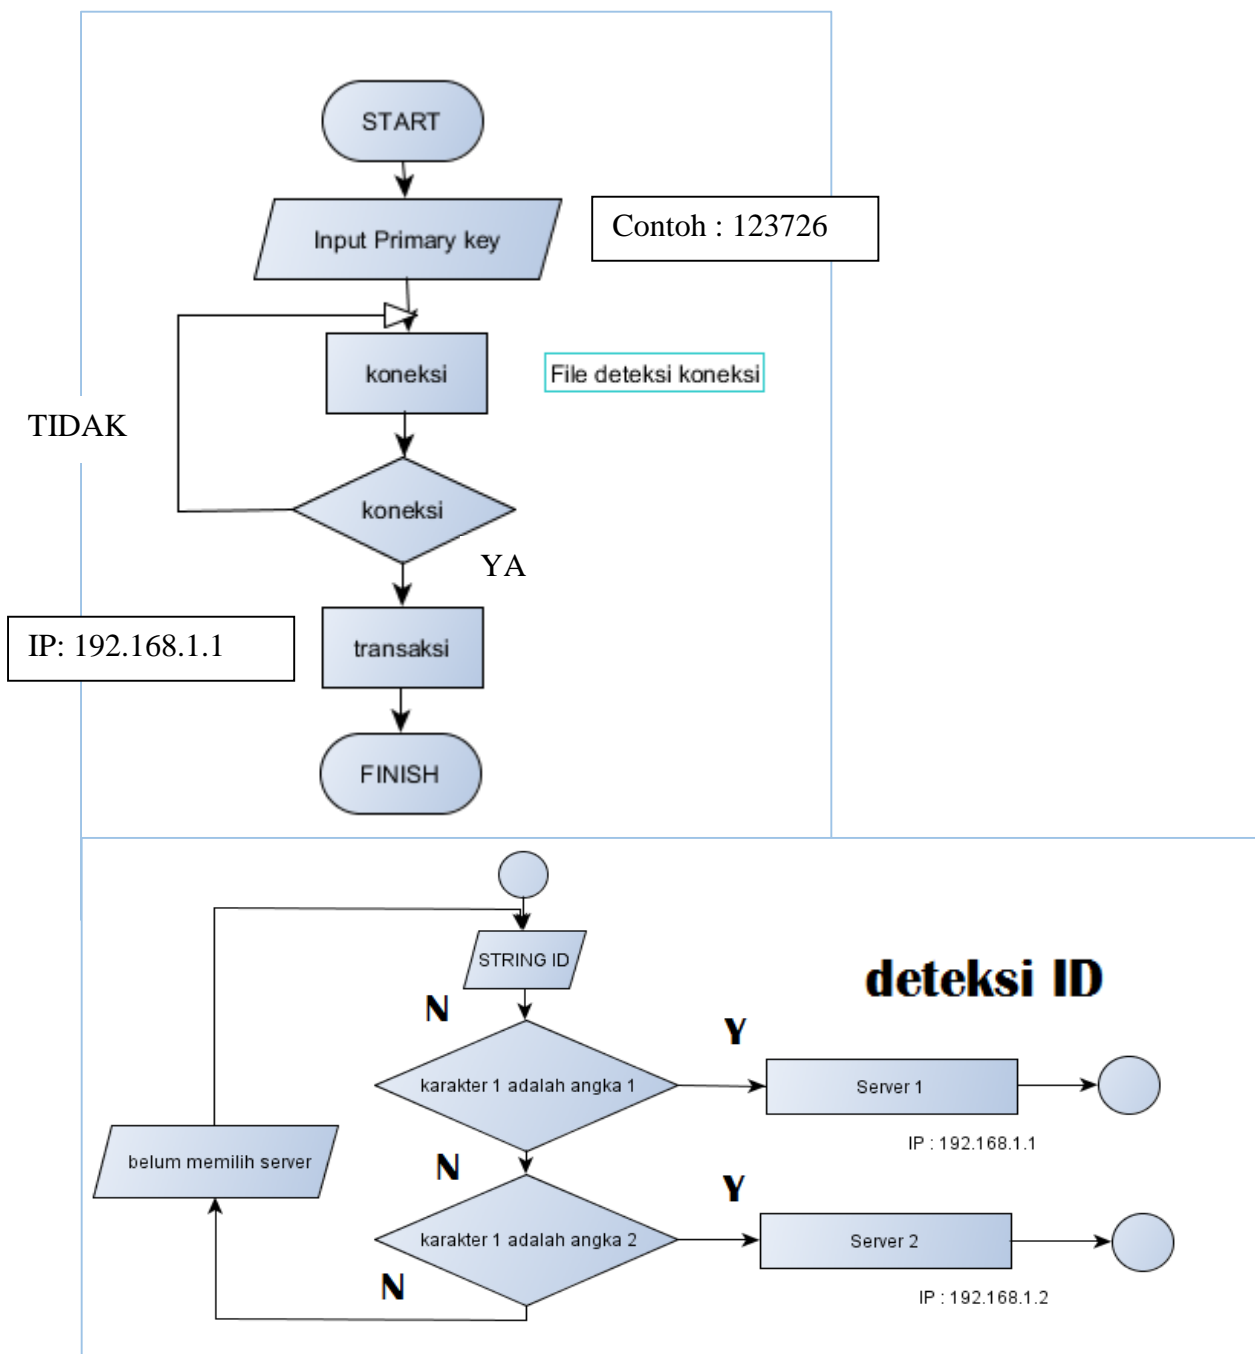 START
Input Primary key
Contoh : 123726
koneksi
File deteksi koneksi
TIDAK
koneksi
YA
IP: 192.168.1.1
transaksi
FINISH
STRING ID
deteksi ID
N
Y
karakter 1 adalah angka 1
Server 1
IP : 192.168.1.1
belum memilih server
N
Y
karakter 1 adalah angka 2
Server 2
N
IP : 192.168.1.2